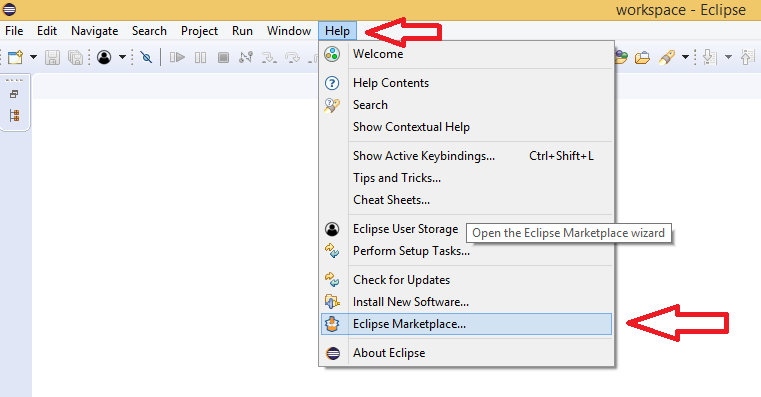 workspace - Eclipse
File Edit Navigate Search Project Run Window Help
Welcome
Help Contents
Search
Show Contextual Help
Show Active Keybindings... Ctrl+Shift+L
Tips and Tricks...
Cheat Sheets...
Eclipse User Storage
Open the Eclipse Marketplace wizard
Perform Setup Tasks...
Check for Updates
Install New Software...
Eclipse Marketplace...
About Eclipse